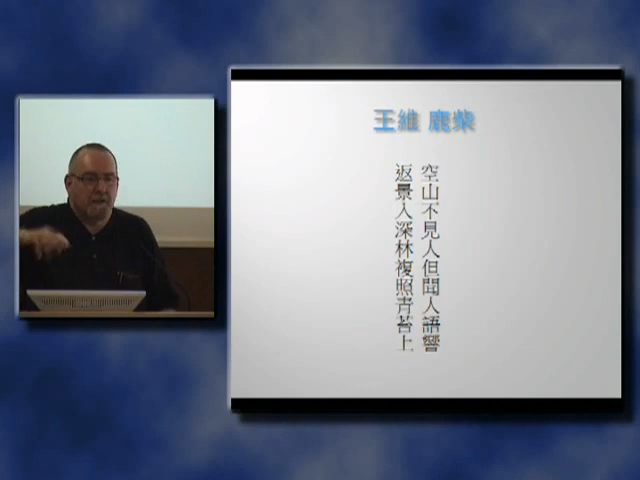 王維 鹿柴
空山不見人但聞人語響
返景入深林複照青苔上